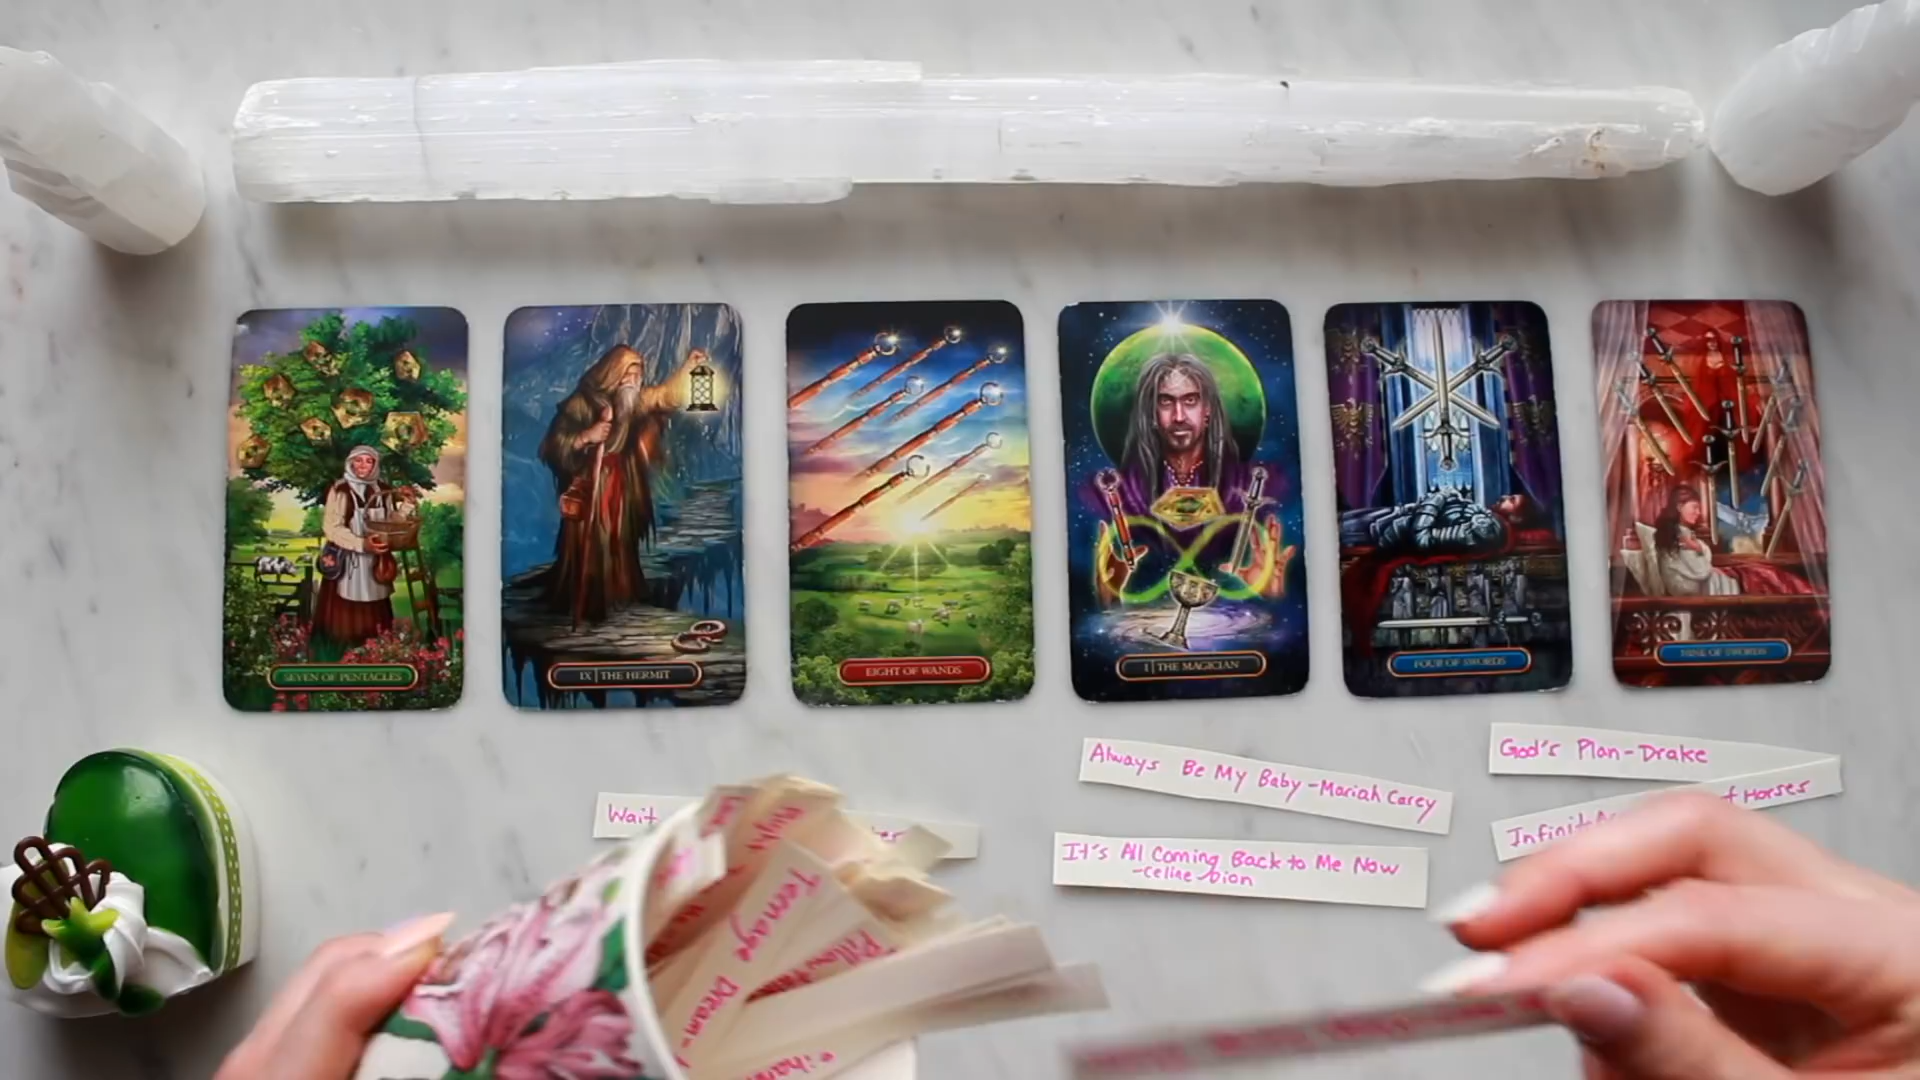 SEVEN OF PENTACLES
IX THE HERMIT
EIGHT OF WANDS
I THE MAGICIAN
FOUR OF SWORDS
NINE OF SWORDS
God's Plan-Drake
Always Be My Baby-Mariah Carey
f Horses
Wait
Infinit
It's All Coming Back to Me Now
-Celine Dion
Teenage Dream-
Pillow